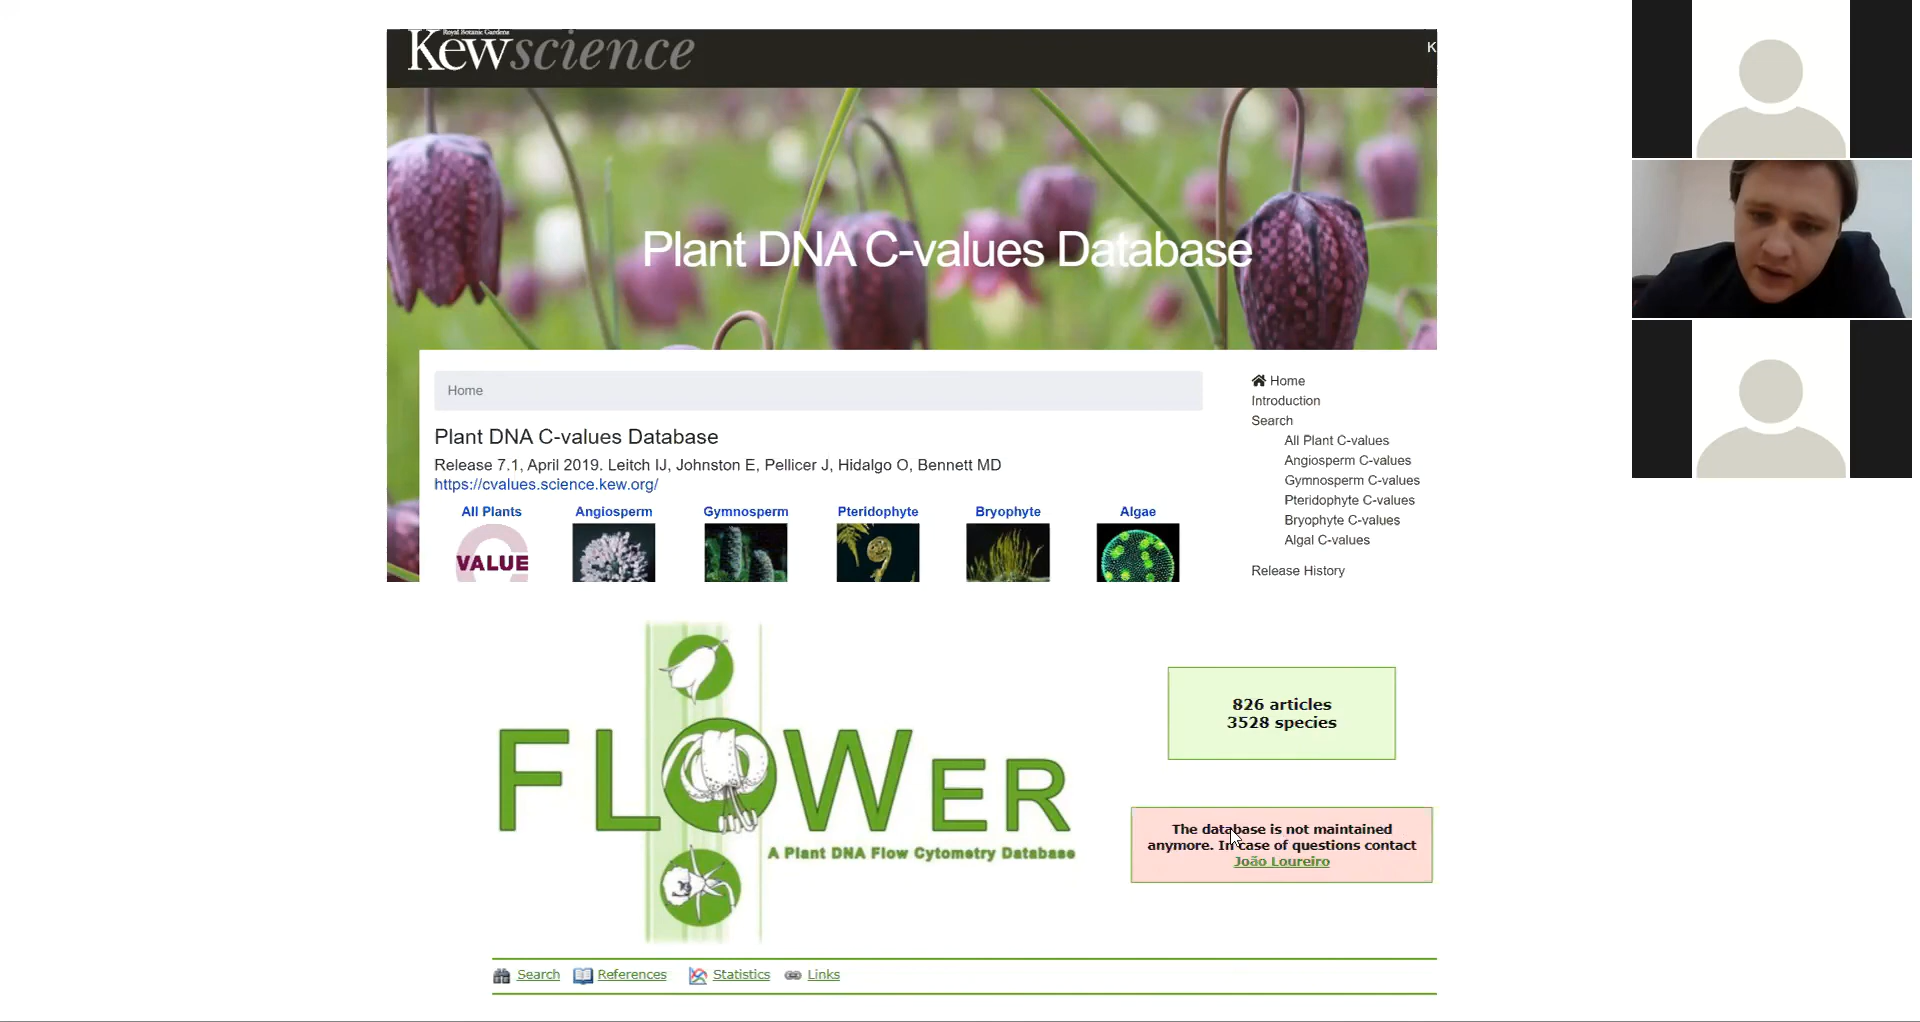 Royal Botanic Gardens
Kewscience
K
Plant DNA C-values Database
Home
Plant DNA C-values Database
Release 7.1, April 2019. Leitch IJ, Johnston E, Pellicer J, Hidalgo O, Bennett MD
https://cvalues.science.kew.org/
All Plants Angiosperm Gymnosperm Pteridophyte Bryophyte Algae
VALUE
Home
Introduction
Search
All Plant C-values
Angiosperm C-values
Gymnosperm C-values
Pteridophyte C-values
Bryophyte C-values
Algal C-values
Release History
FLOWER
A Plant DNA Flow Cytometry Database
826 articles
3528 species
The database is not maintained
anymore. In case of questions contact
João Loureiro
Search References Statistics Links